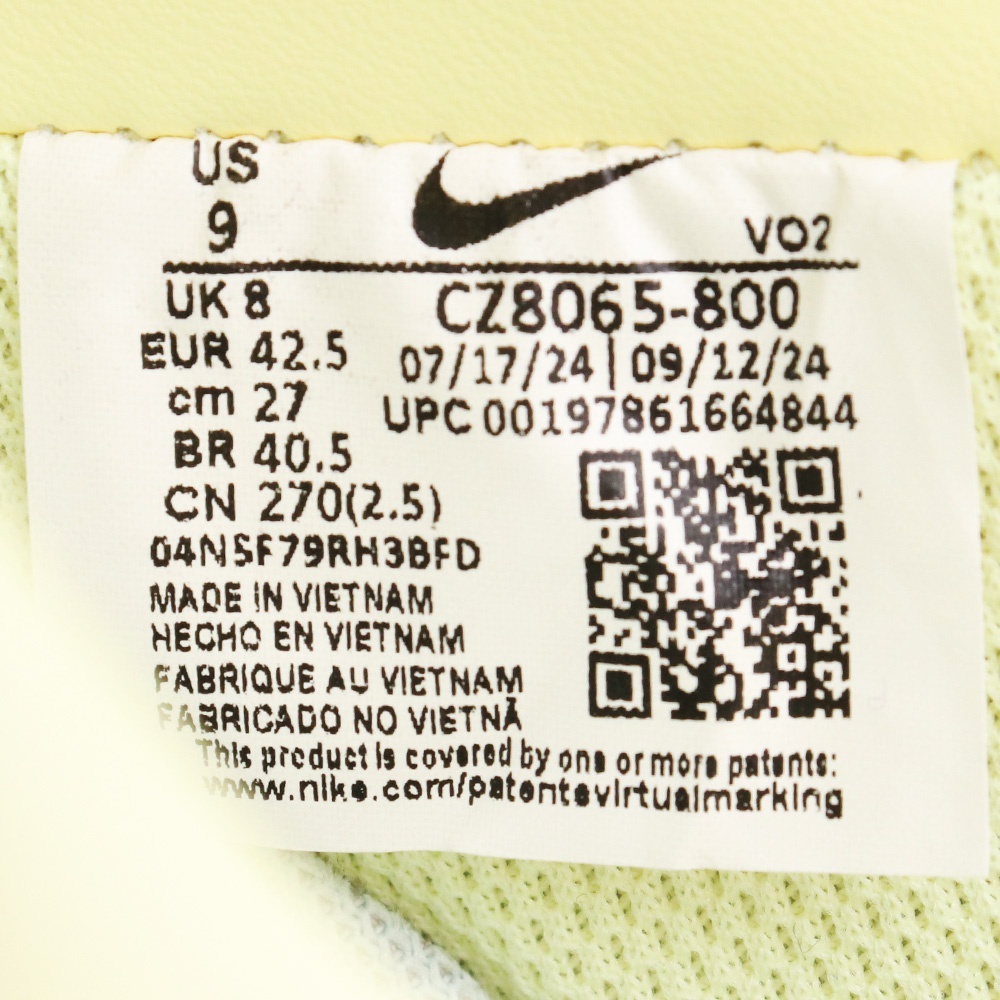 US
9
VO2
UK 8
CZ8065-800
EUR 42.5
07/17/24 | 09/12/24
cm 27
UPC 00197861664844
BR 40.5
CN 270(2.5)
04N5F79RH3BFD
MADE IN VIETNAM
HECHO EN VIETNAM
FABRIQUE AU VIETNAM
FABRICADO NO VIETNÃ
This product is covered by one or more patents:
www.nike.com/patentsvirtualmarking